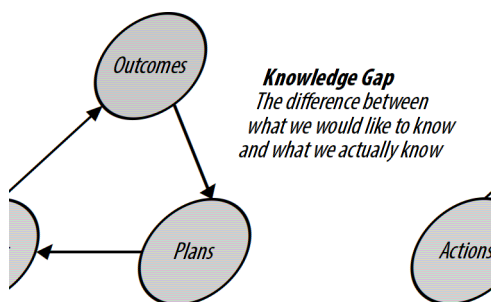 Outcomes
Knowledge Gap
The difference between
what we would like to know
and what we actually know
Plans
Actions